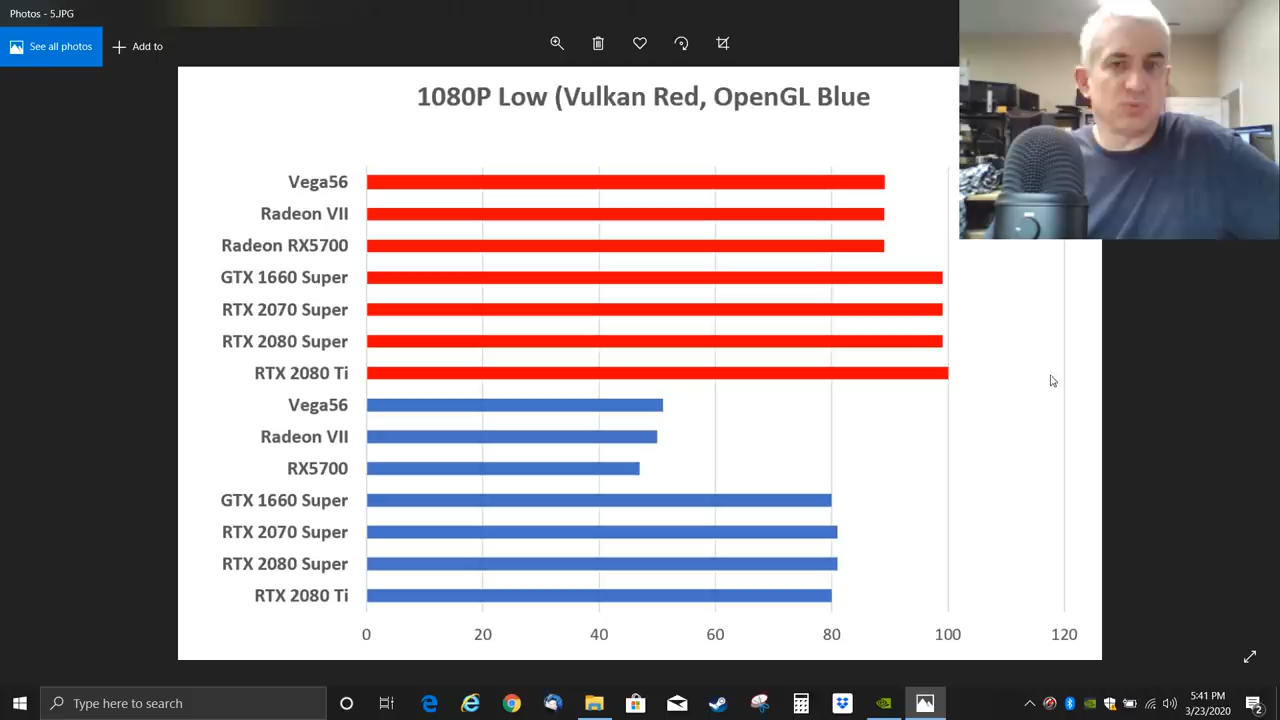 Photos - 5.JPG
See all photos
Add to
1080P Low (Vulkan Red, OpenGL Blue
Vega56
Radeon VII
Radeon RX5700
GTX 1660 Super
RTX 2070 Super
RTX 2080 Super
RTX 2080 Ti
Vega56
Radeon VII
RX5700
GTX 1660 Super
RTX 2070 Super
RTX 2080 Super
RTX 2080 Ti
0 20 40 60 80 100 120
Type here to search
5:41 PM
3/23/2020
2